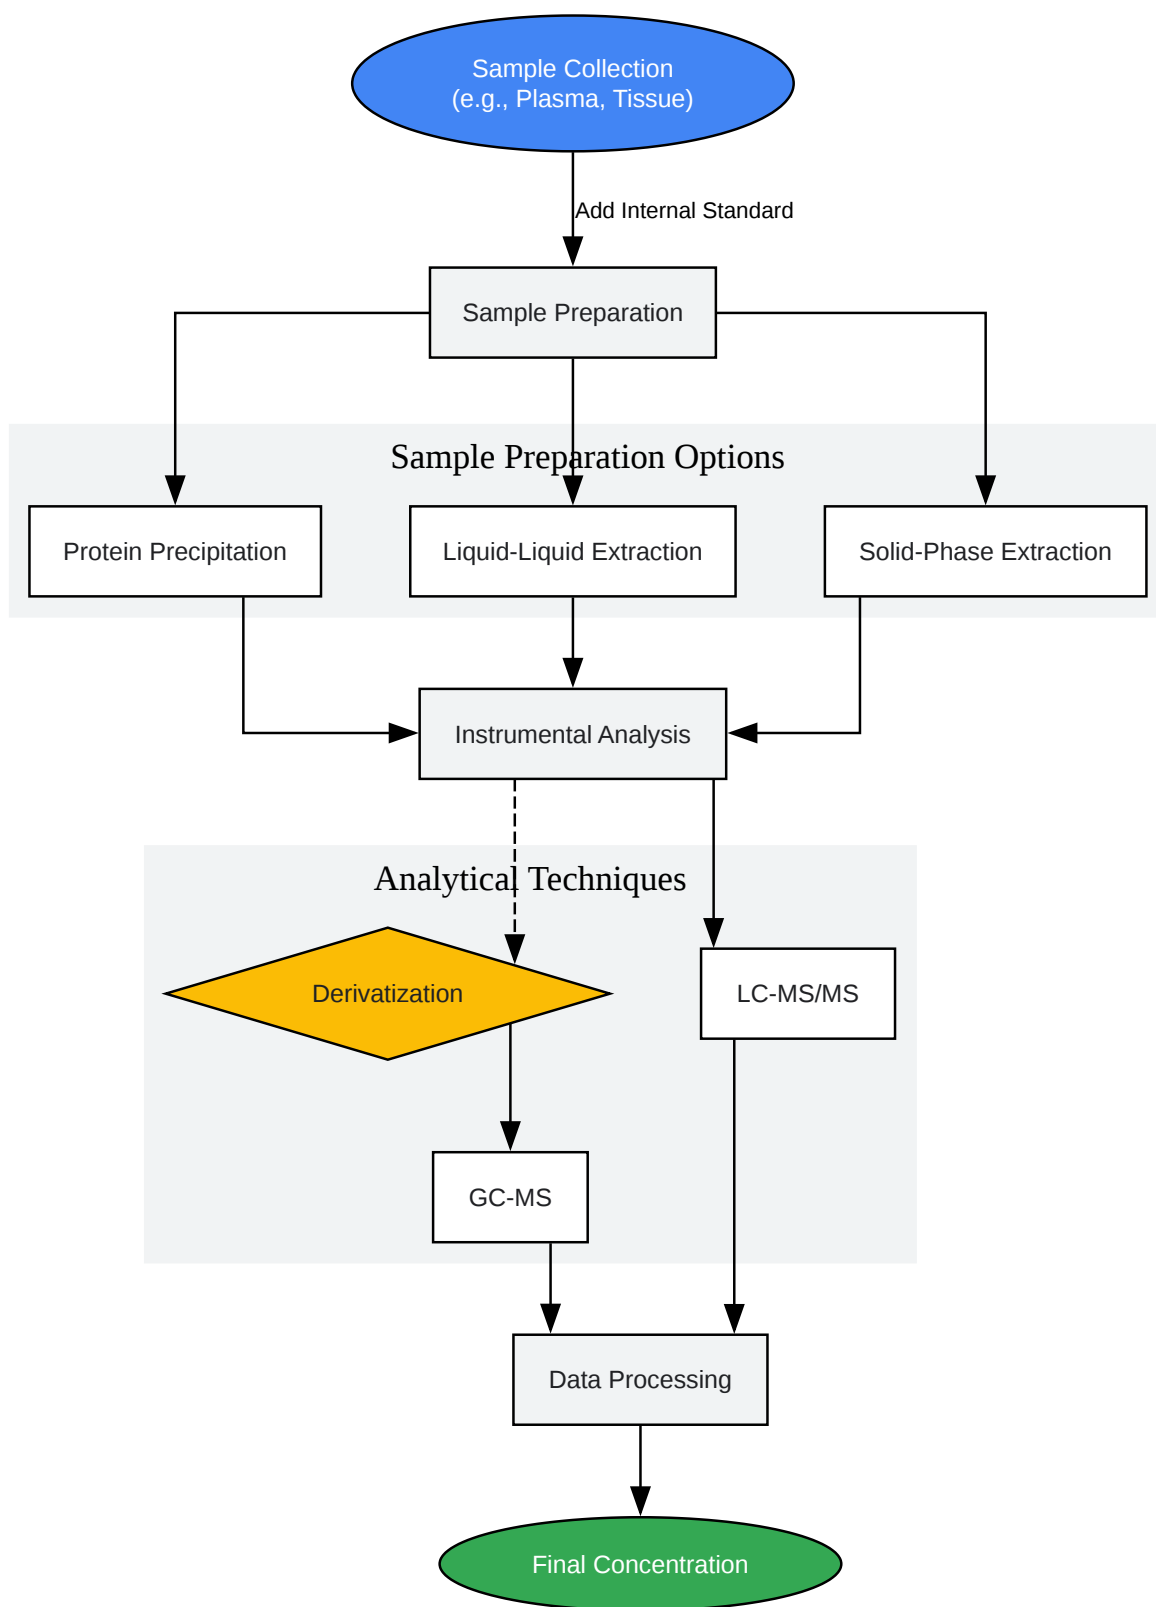 Sample Collection
(e.g., Plasma, Tissue)
Add Internal Standard
Sample Preparation
Sample Preparation Options
Protein Precipitation
Liquid-Liquid Extraction
Solid-Phase Extraction
Instrumental Analysis
Analytical Techniques
Derivatization
LC-MS/MS
GC-MS
Data Processing
Final Concentration